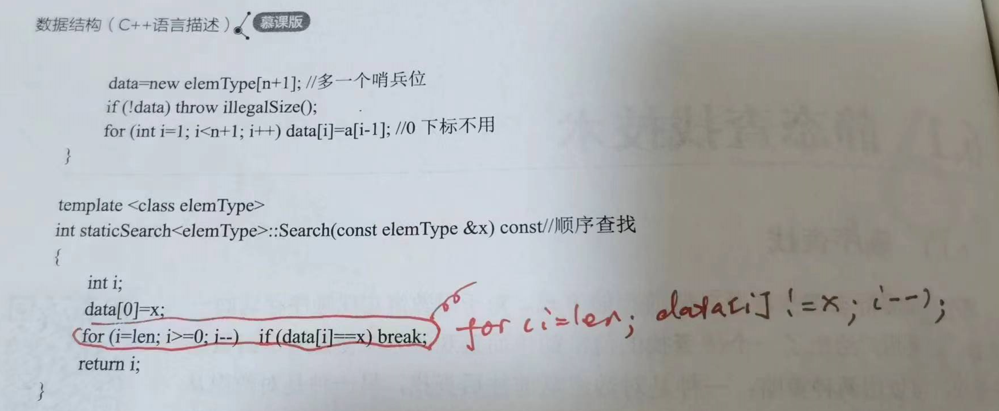 数据结构（C++语言描述） 慕课版
data=new elemType[n+1]; //多一个哨兵位
if (!data) throw illegalSize();
for (int i=1; i<n+1; i++) data[i]=a[i-1]; //0 下标不用
}
template <class elemType>
int staticSearch<elemType>::Search(const elemType &x) const//顺序查找
{
int i;
data[0]=x;
for (i=len; i>=0; i--) if (data[i]==x) break;
for (i=len; data[i] !=x; i--);
return i;
}